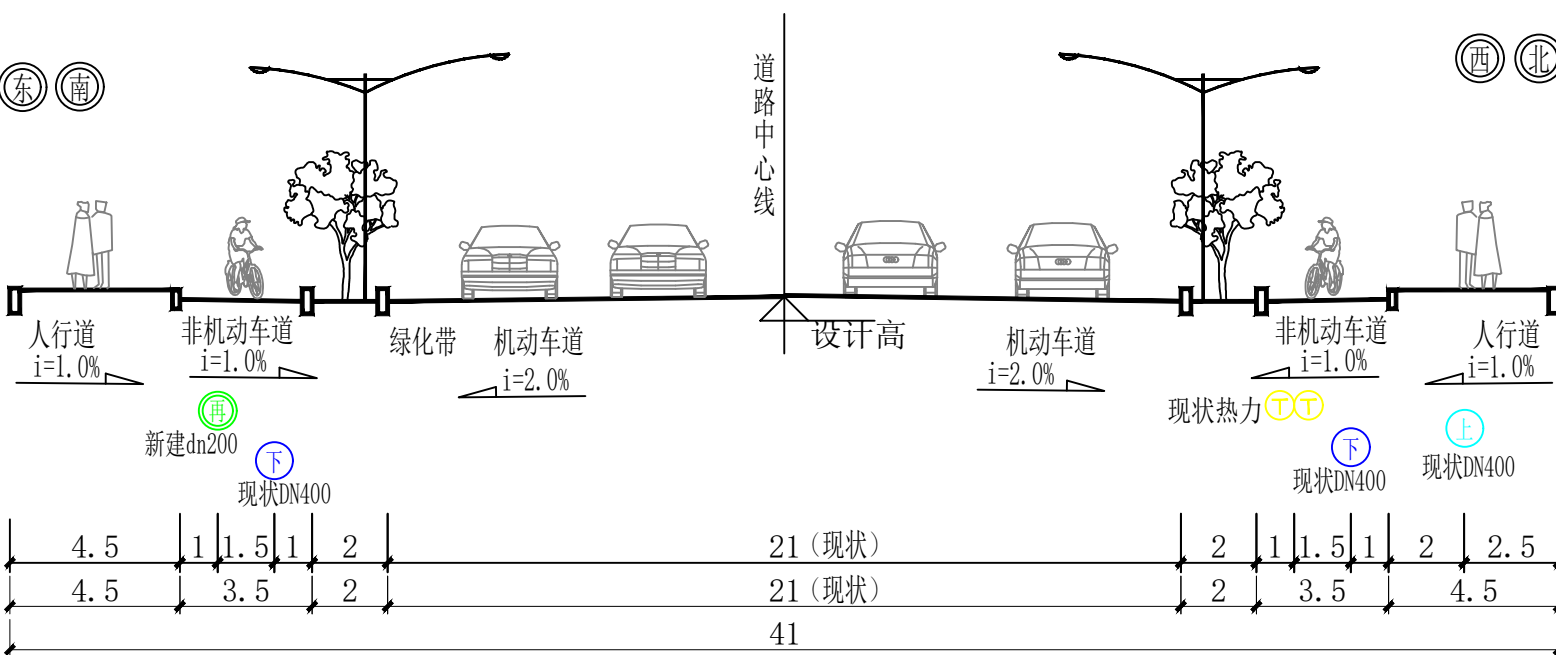 东 南
西 北
道路中心线
人行道
i=1.0%
非机动车道
i=1.0%
绿化带
机动车道
i=2.0%
设计高
机动车道
i=2.0%
非机动车道
i=1.0%
人行道
i=1.0%
再
新建dn200
下
现状DN400
现状热力 T T
下
现状DN400
上
现状DN400
4.5 1 1.5 1 2 21(现状) 2 1 1.5 1 2 2.5
4.5 3.5 2 21(现状) 2 3.5 4.5
41